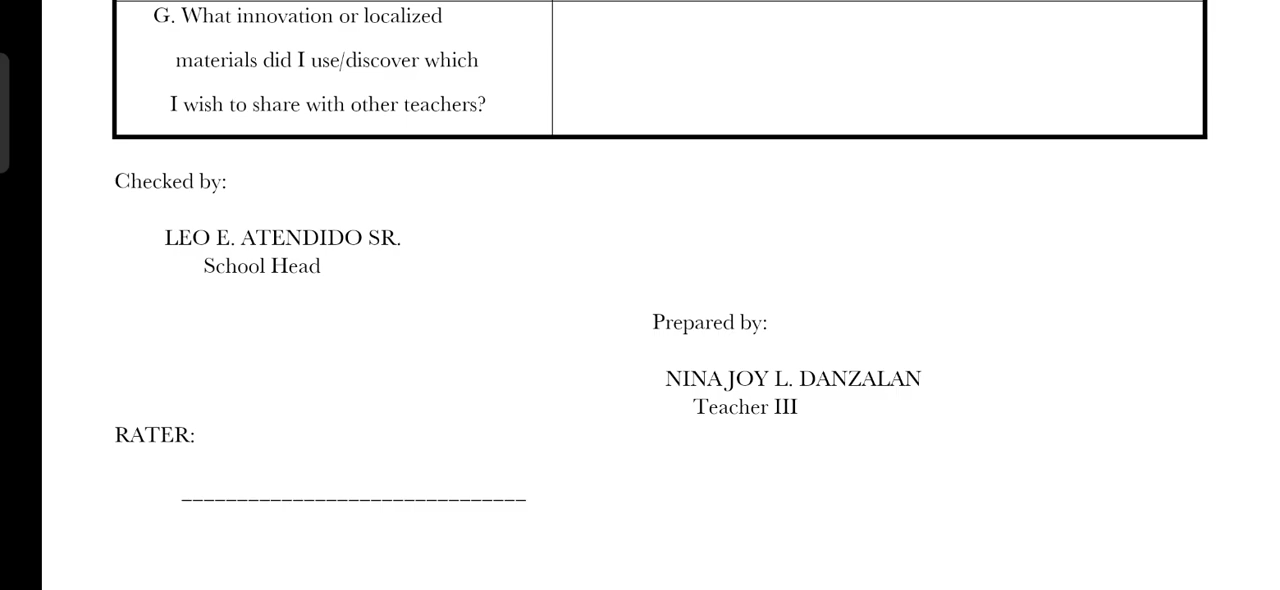 G. What innovation or localized
materials did I use/discover which
I wish to share with other teachers?
Checked by:
LEO E. ATENDIDO SR.
School Head
Prepared by:
NINA JOY L. DANZALAN
Teacher III
RATER:
_______________________________